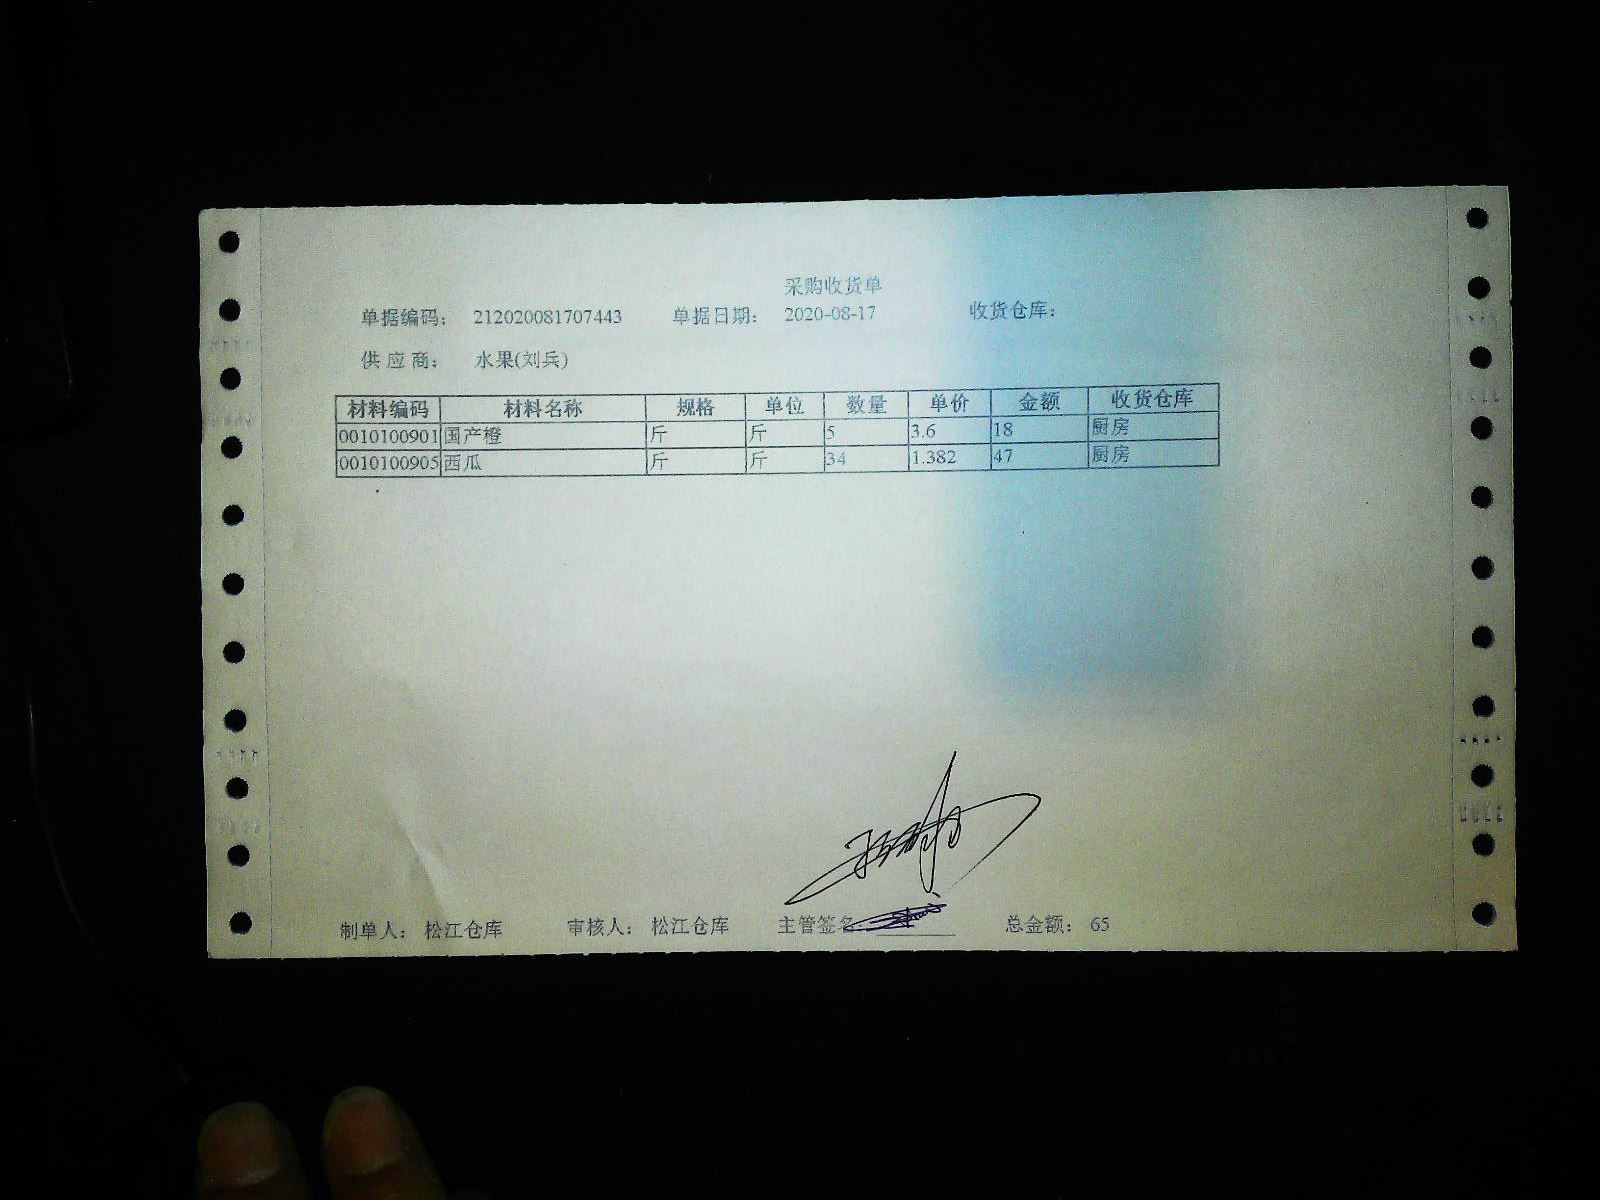 采购收货单
单据编码: 212020081707443 单据日期: 2020-08-17 收货仓库:
供应商: 水果(刘兵)
材料编码 材料名称 规格 单位 数量 单价 金额 收货仓库
0010100901 国产橙 斤 斤 5 3.6 18 厨房
0010100905 西瓜 斤 斤 34 1.382 47 厨房
制单人: 松江仓库 审核人: 松江仓库 主管签名 总金额: 65